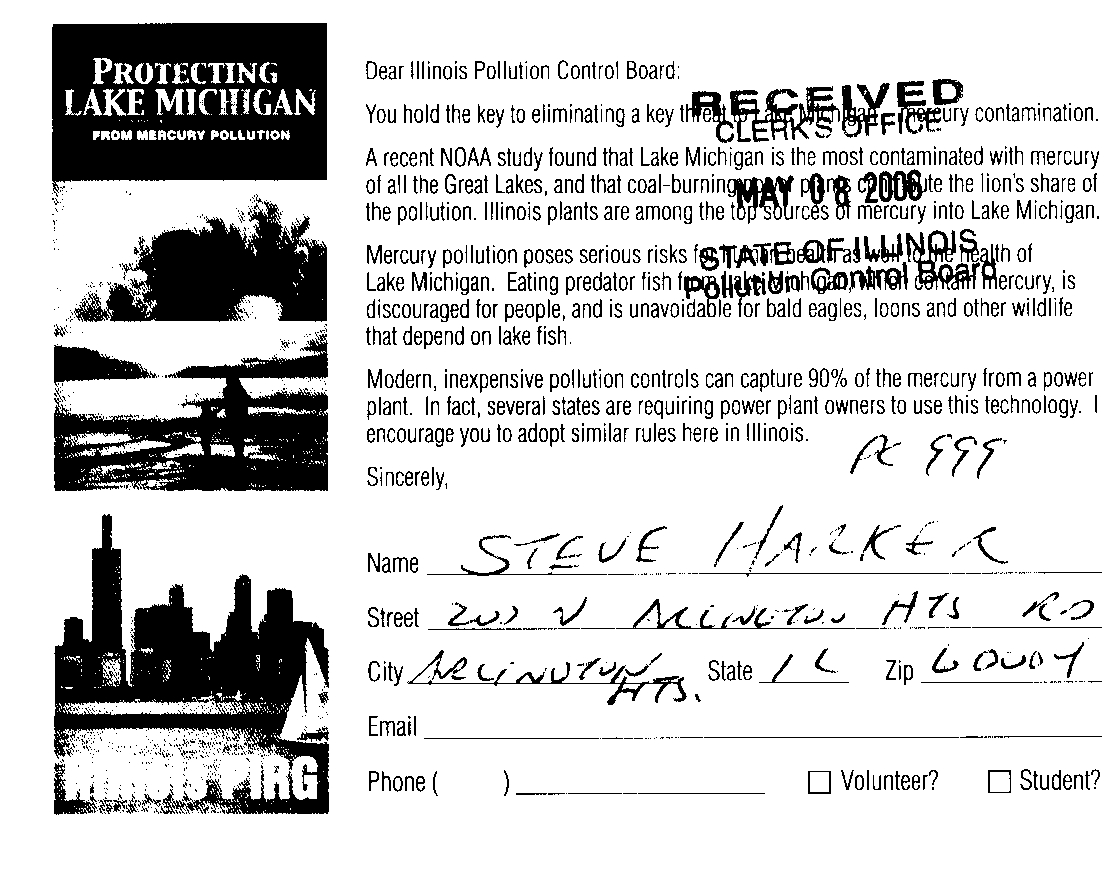 PROTECTING
LAKE MICHIGAN
FROM MERCURY POLLUTION
ILLINOIS PIRG
Dear Illinois Pollution Control Board:
You hold the key to eliminating a key threat to Lake Michigan mercury contamination.
A recent NOAA study found that Lake Michigan is the most contaminated with mercury
of all the Great Lakes, and that coal-burning power plants contribute the lion's share of
the pollution. Illinois plants are among the top sources of mercury into Lake Michigan.
Mercury pollution poses serious risks for human health as well to the health of
Lake Michigan. Eating predator fish from Lake Michigan, which contain mercury, is
discouraged for people, and is unavoidable for bald eagles, loons and other wildlife
that depend on lake fish.
Modern, inexpensive pollution controls can capture 90% of the mercury from a power
plant. In fact, several states are requiring power plant owners to use this technology. I
encourage you to adopt similar rules here in Illinois.
RECEIVED
CLERK'S OFFICE
MAY 08 2006
STATE OF ILLINOIS
Pollution Control Board
PC 999
Sincerely,
Name STEVE HARKER
Street ARLINGTON HTS RD
City ARLINGTON HTS. State IL Zip
Email
Phone ( )
Volunteer? Student?